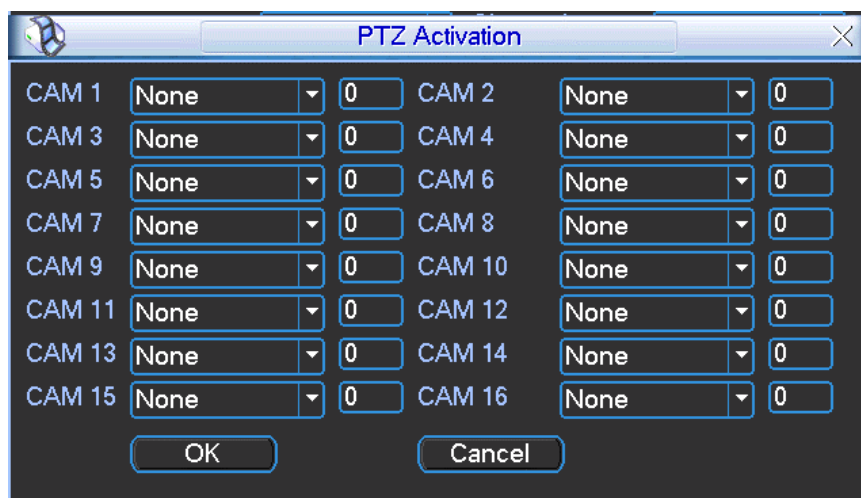 PTZ Activation
CAM 1 None 0 CAM 2 None 0
CAM 3 None 0 CAM 4 None 0
CAM 5 None 0 CAM 6 None 0
CAM 7 None 0 CAM 8 None 0
CAM 9 None 0 CAM 10 None 0
CAM 11 None 0 CAM 12 None 0
CAM 13 None 0 CAM 14 None 0
CAM 15 None 0 CAM 16 None 0
OK Cancel